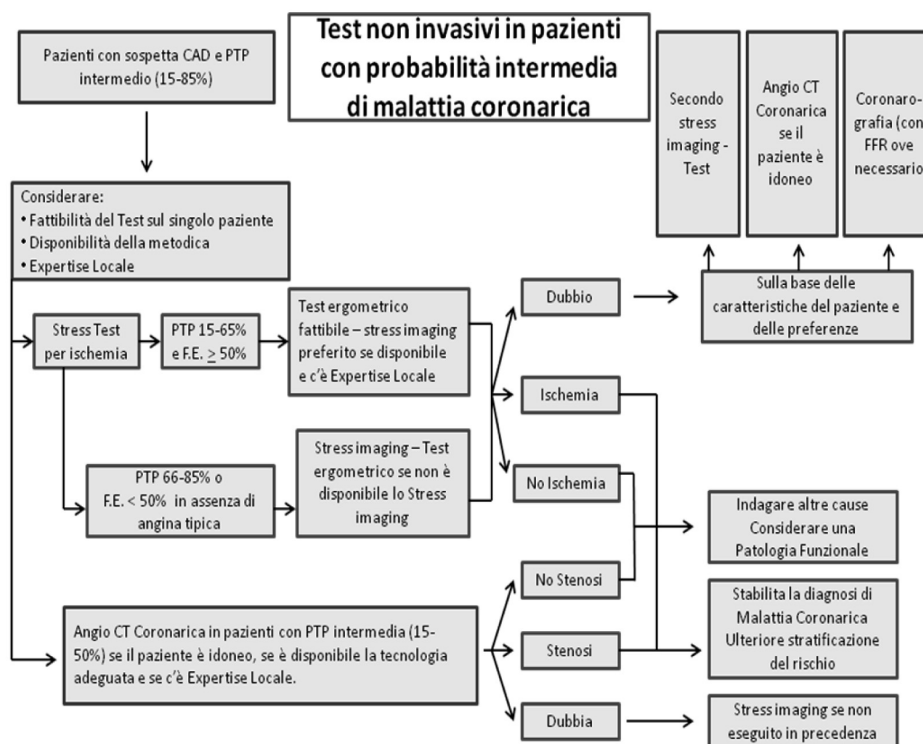 Test non invasivi in pazienti
con probabilità intermedia
di malattia coronarica
Pazienti con sospetta CAD e PTP
intermedio (15-85%)
Considerare:
• Fattibilità del Test sul singolo paziente
• Disponibilità della metodica
• Expertise Locale
Stress Test
per ischemia
PTP 15-65%
e F.E. ≥ 50%
Test ergometrico
fattibile – stress imaging
preferito se disponibile
e c'è Expertise Locale
PTP 66-85% o
F.E. < 50% in assenza di
angina tipica
Stress imaging – Test
ergometrico se non è
disponibile lo Stress
imaging
Angio CT Coronarica in pazienti con PTP intermedia (15-
50%) se il paziente è idoneo, se è disponibile la tecnologia
adeguata e se c'è Expertise Locale.
Dubbio
Ischemia
No Ischemia
No Stenosi
Stenosi
Dubbia
Secondo
stress
imaging -
Test
Angio CT
Coronarica
se il
paziente è
idoneo
Coronaro-
grafia (con
FFR ove
necessario
Sulla base delle
caratteristiche del paziente e
delle preferenze
Indagare altre cause
Considerare una
Patologia Funzionale
Stabilita la diagnosi di
Malattia Coronarica
Ulteriore stratificazione
del rischio
Stress imaging se non
eseguito in precedenza